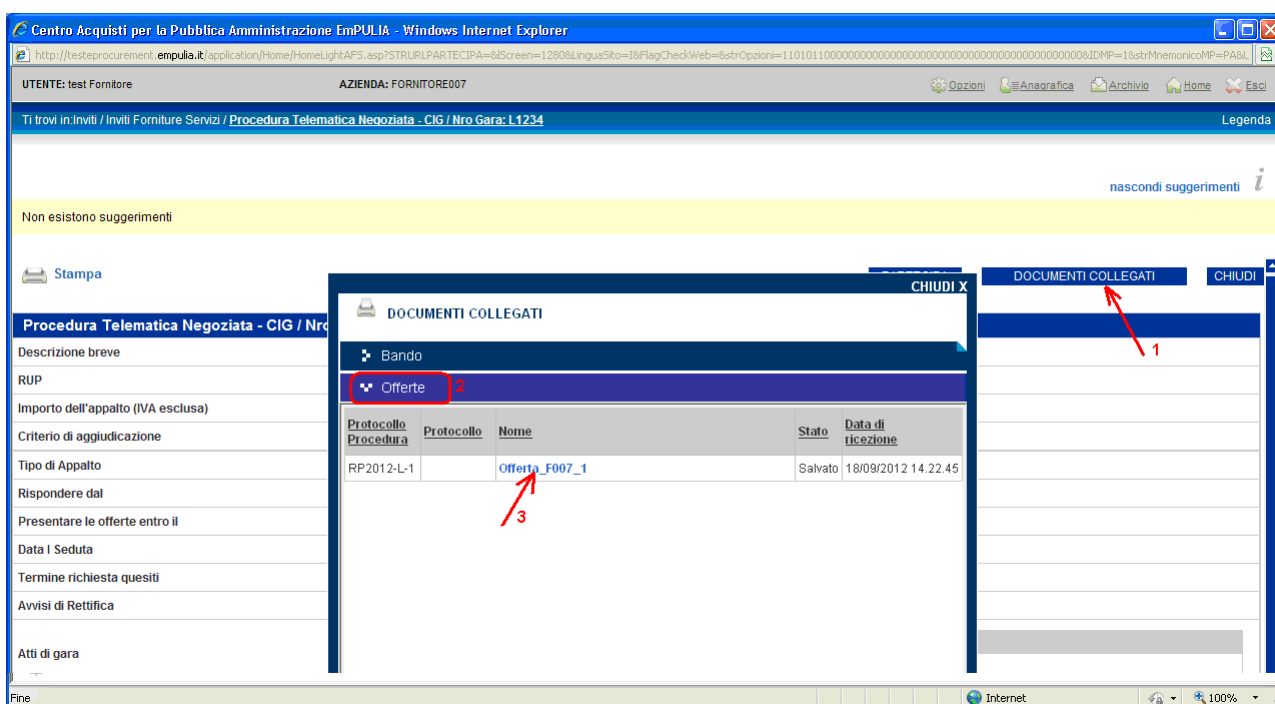 Centro Acquisti per la Pubblica Amministrazione EmPULIA - Windows Internet Explorer
UTENTE: test Fornitore AZIENDA: FORNITORE007 Opzioni Anagrafica Archivio Home Esci
Ti trovi in:Inviti / Inviti Forniture Servizi / Procedura Telematica Negoziata - CIG / Nro Gara: L1234 Legenda
nascondi suggerimenti i
Non esistono suggerimenti
Stampa DOCUMENTI COLLEGATI CHIUDI
CHIUDI X
DOCUMENTI COLLEGATI
1
Procedura Telematica Negoziata - CIG / Nro
Descrizione breve
Bando
RUP
Offerte 2
Importo dell'appalto (IVA esclusa)
Protocollo Procedura Protocollo Nome Stato Data di ricezione
Criterio di aggiudicazione
Tipo di Appalto
RP2012-L-1 Offerta_F007_1 Salvato 18/09/2012 14.22.45
Rispondere dal
3
Presentare le offerte entro il
Data I Seduta
Termine richiesta quesiti
Avvisi di Rettifica
Atti di gara
Fine Internet 100%